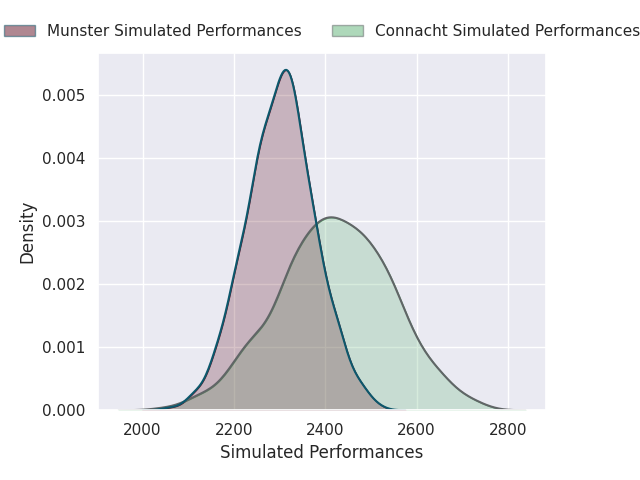 Munster Simulated Performances Connacht Simulated Performances
0.005
0.004
0.003
0.002
0.001
0.000
Density
2000 2200 2400 2600 2800
Simulated Performances